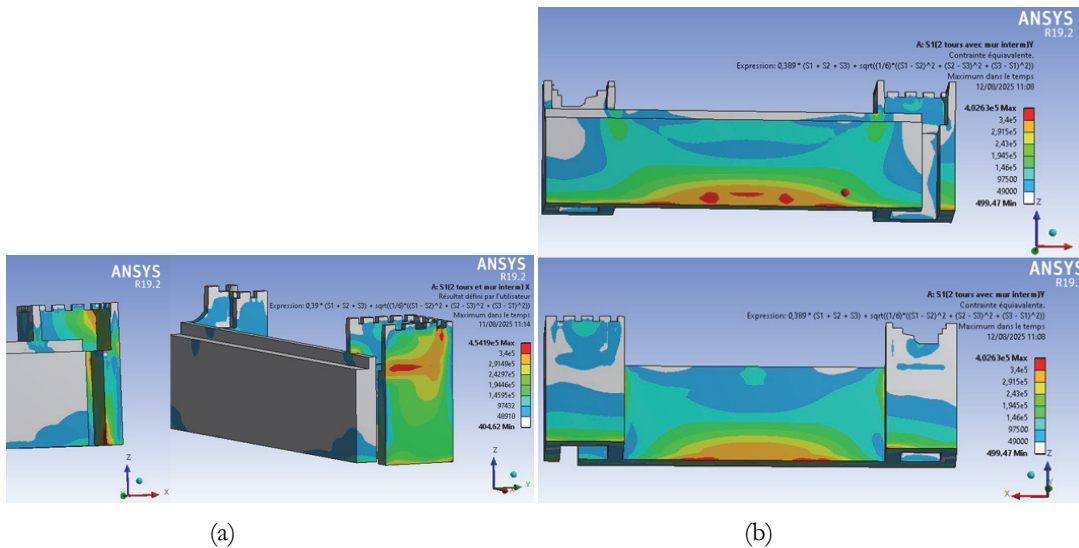 ANSYS
R19.2
A: S1(2 tours avec mur interm)Y
Contrainte équivalente.
Expression: 0,389 * (S1 + S2 + S3) + sqrt((1/6)*((S1 - S2)^2 + (S2 - S3)^2 + (S3 - S1)^2))
Maximum dans le temps
12/08/2025 11:08
4,0263e5 Max
3,4e5
2,915e5
2,43e5
1,945e5
1,46e5
97500
49000
499,47 Min
Z
X
ANSYS
R19.2
Z
Y
X
ANSYS
R19.2
A: S1(2 tours et mur interm) X
Résultat défini par l'utilisateur
Expression: 0,39 * (S1 + S2 + S3) + sqrt((1/6)*((S1 - S2)^2 + (S2 - S3)^2 + (S3 - S1)^2))
Maximum dans le temps
11/08/2025 11:14
4,5419e5 Max
3,4e5
2,9149e5
2,4297e5
1,9446e5
1,4595e5
97432
48918
404,62 Min
Z
Y
ANSYS
R19.2
A: S1(2 tours avec mur interm)Y
Contrainte équivalente.
Expression: 0,389 * (S1 + S2 + S3) + sqrt((1/6)*((S1 - S2)^2 + (S2 - S3)^2 + (S3 - S1)^2))
Maximum dans le temps
12/08/2025 11:08
4,0263e5 Max
3,4e5
2,915e5
2,43e5
1,945e5
1,46e5
97500
49000
499,47 Min
Z
X
(a)
(b)